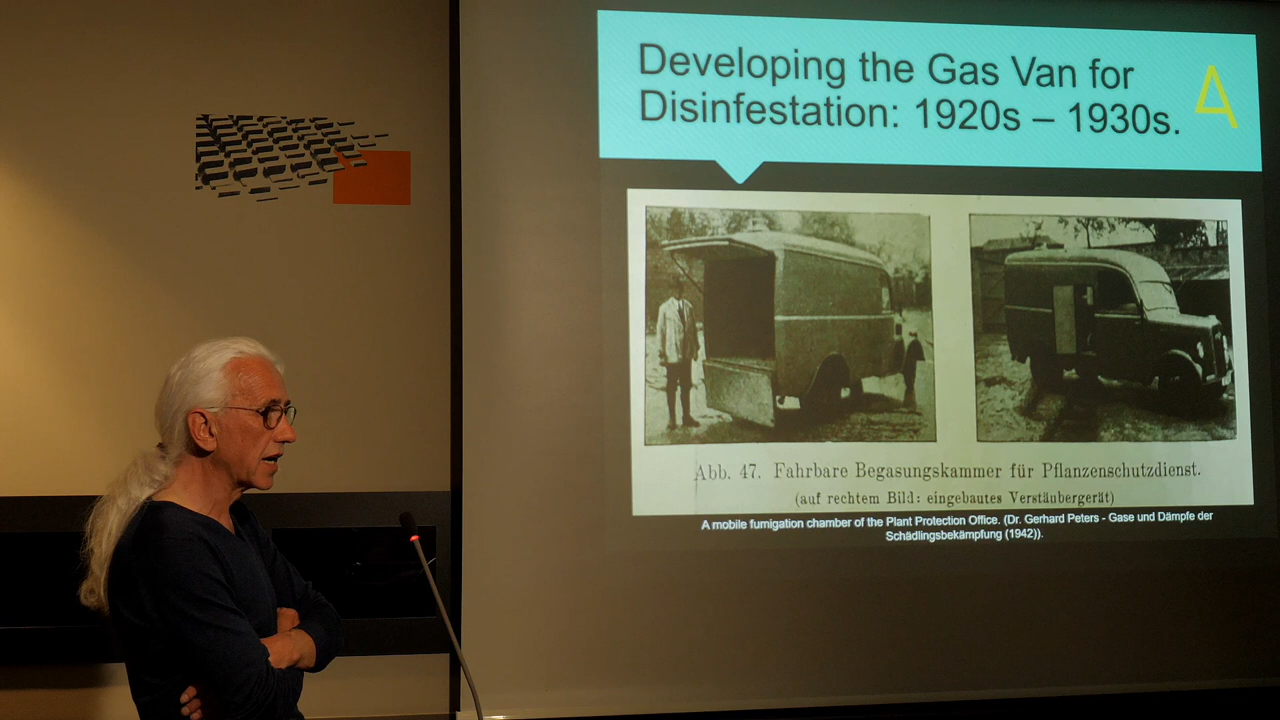 Developing the Gas Van for
Disinfestation: 1920s – 1930s.
Abb. 47. Fahrbare Begasungskammer für Pflanzenschutzdienst.
(auf rechtem Bild: eingebautes Verstäubergerät)
A mobile fumigation chamber of the Plant Protection Office. (Dr. Gerhard Peters - Gase und Dämpfe der
Schädlingsbekämpfung (1942)).